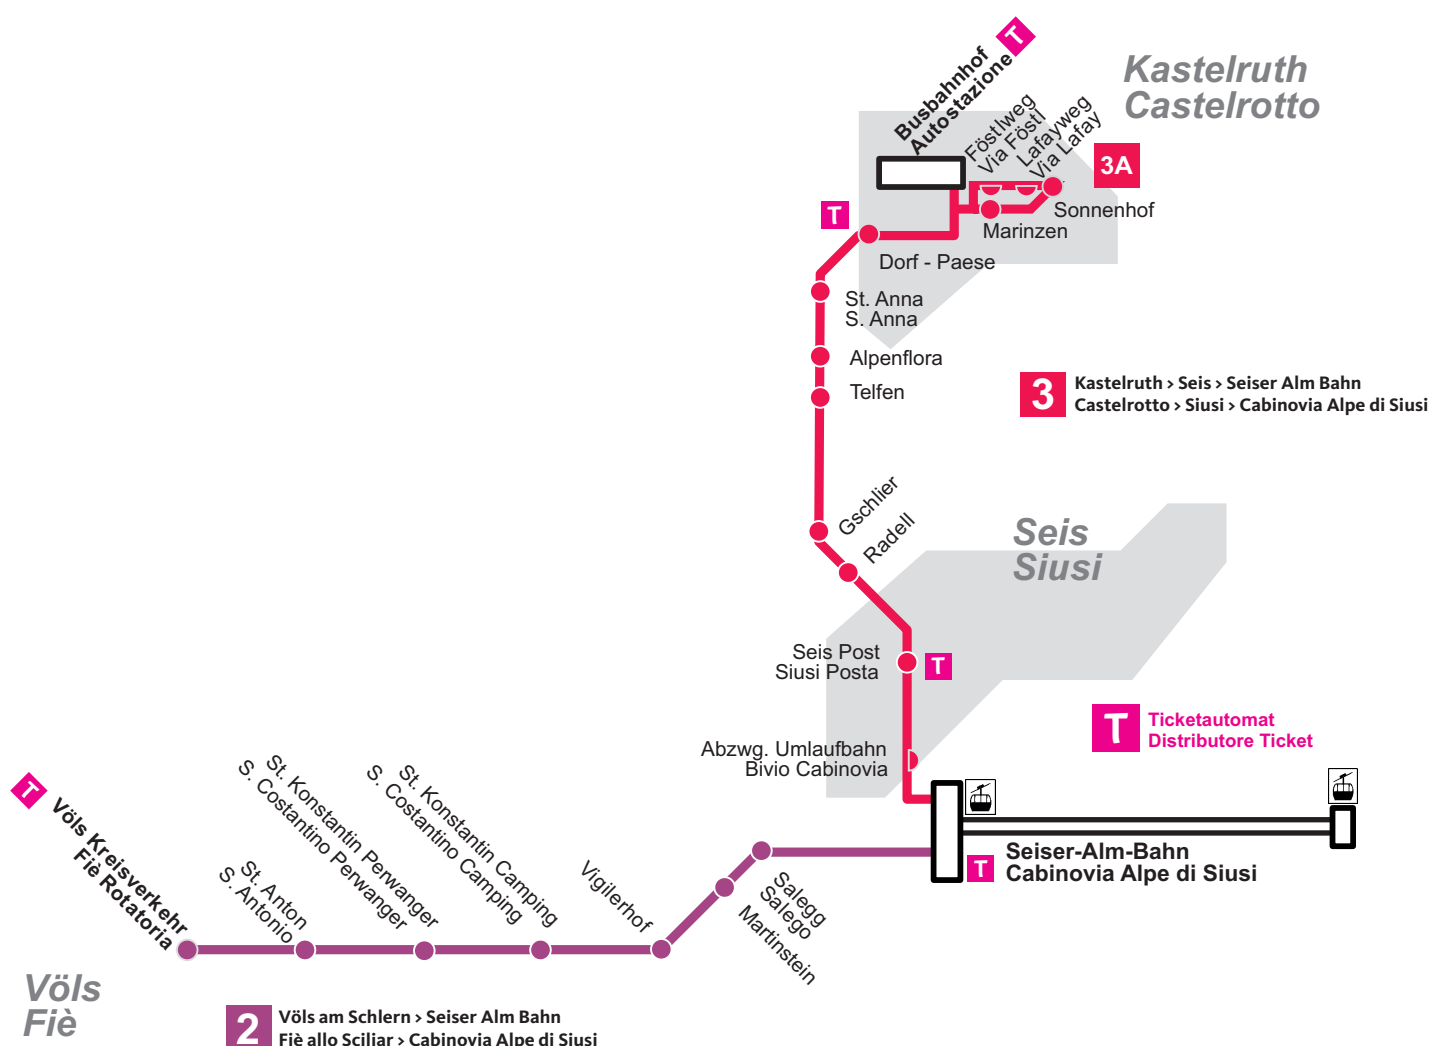 Busbahnhof
Autostazione
T
Kastelruth
Castelrotto
Föstlweg
Via Föstl
Lafayweg
Via Lafay
3A
T
Sonnenhof
Marinzen
Dorf - Paese
St. Anna
S. Anna
Alpenflora
Telfen
3
Kastelruth > Seis > Seiser Alm Bahn
Castelrotto > Siusi > Cabinovia Alpe di Siusi
Gschlier
Radell
Seis
Siusi
Seis Post
Siusi Posta
T
T
Ticketautomat
Distributore Ticket
Abzwg. Umlaufbahn
Bivio Cabinovia
T
Seiser-Alm-Bahn
Cabinovia Alpe di Siusi
T
Völs Kreisverkehr
Fiè Rotatoria
St. Anton
S. Antonio
St. Konstantin Perwanger
S. Costantino Perwanger
St. Konstantin Camping
S. Costantino Camping
Vigilerhof
Salegg
Salego
Martinstein
Völs
Fiè
2
Völs am Schlern > Seiser Alm Bahn
Fiè allo Sciliar > Cabinovia Alpe di Siusi